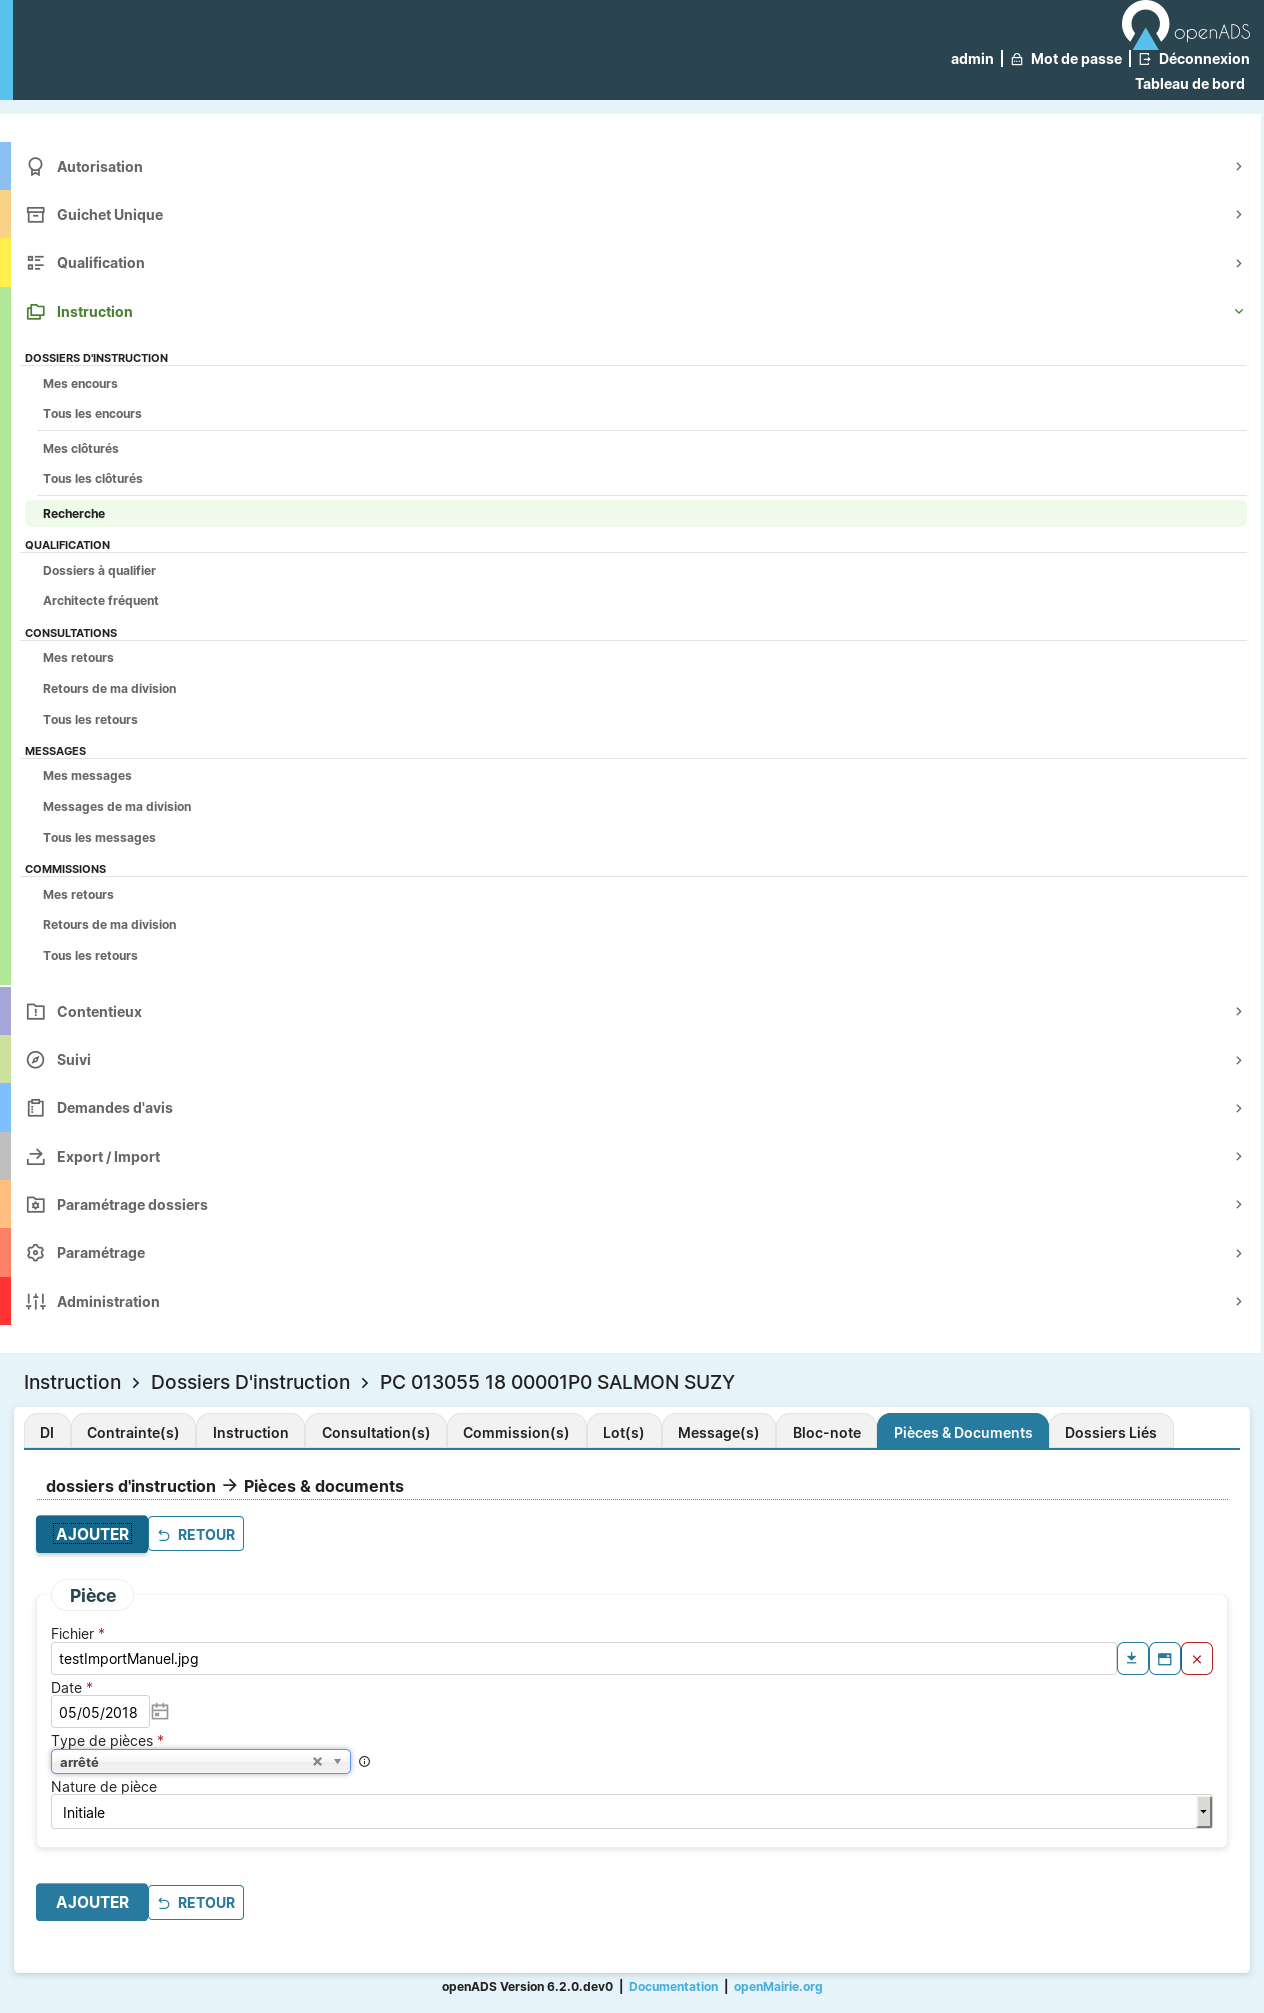 openADS
admin | Mot de passe | Déconnexion
Tableau de bord
Autorisation
Guichet Unique
Qualification
Instruction
DOSSIERS D'INSTRUCTION
Mes encours
Tous les encours
Mes clôturés
Tous les clôturés
Recherche
QUALIFICATION
Dossiers à qualifier
Architecte fréquent
CONSULTATIONS
Mes retours
Retours de ma division
Tous les retours
MESSAGES
Mes messages
Messages de ma division
Tous les messages
COMMISSIONS
Mes retours
Retours de ma division
Tous les retours
Contentieux
Suivi
Demandes d'avis
Export / Import
Paramétrage dossiers
Paramétrage
Administration
Instruction > Dossiers D'instruction > PC 013055 18 00001P0 SALMON SUZY
DI Contrainte(s) Instruction Consultation(s) Commission(s) Lot(s) Message(s) Bloc-note Pièces & Documents Dossiers Liés
dossiers d'instruction → Pièces & documents
AJOUTER RETOUR
Pièce
Fichier *
testImportManuel.jpg
Date *
05/05/2018
Type de pièces *
arrêté
Nature de pièce
Initiale
AJOUTER RETOUR
openADS Version 6.2.0.dev0 | Documentation | openMairie.org